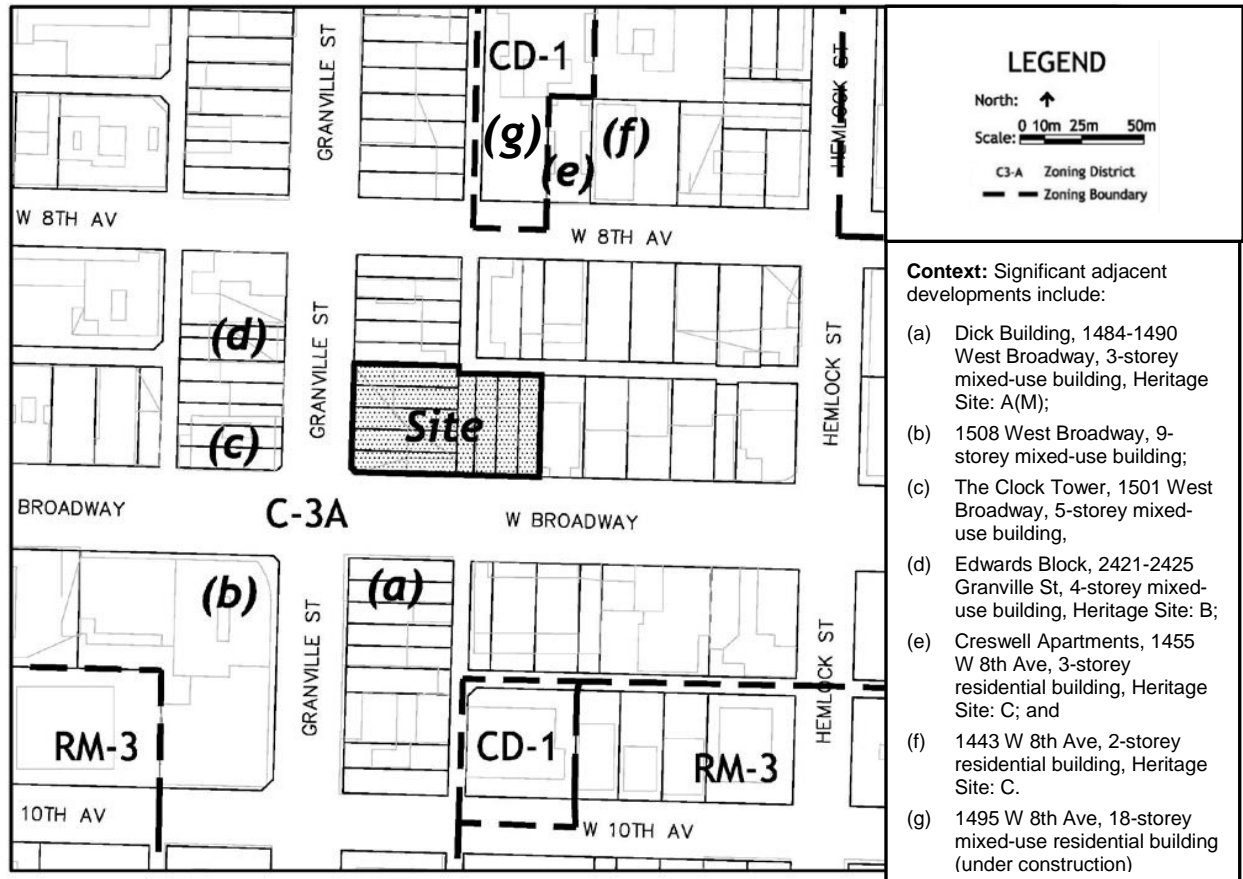 GRANVILLE ST
CD-1
HEMLOCK ST
(g)
(f)
(e)
W 8TH AV
W 8TH AV
(d)
GRANVILLE ST
HEMLOCK ST
Site
(c)
BROADWAY
C-3A
W BROADWAY
(b)
(a)
GRANVILLE ST
HEMLOCK ST
RM-3
CD-1
RM-3
10TH AV
W 10TH AV
LEGEND
North:
Scale: 0 10m 25m 50m
C3-A Zoning District
Zoning Boundary
Context: Significant adjacent
developments include:
(a) Dick Building, 1484-1490
West Broadway, 3-storey
mixed-use building, Heritage
Site: A(M);
(b) 1508 West Broadway, 9-
storey mixed-use building;
(c) The Clock Tower, 1501 West
Broadway, 5-storey mixed-
use building,
(d) Edwards Block, 2421-2425
Granville St, 4-storey mixed-
use building, Heritage Site: B;
(e) Creswell Apartments, 1455
W 8th Ave, 3-storey
residential building, Heritage
Site: C; and
(f) 1443 W 8th Ave, 2-storey
residential building, Heritage
Site: C.
(g) 1495 W 8th Ave, 18-storey
mixed-use residential building
(under construction)